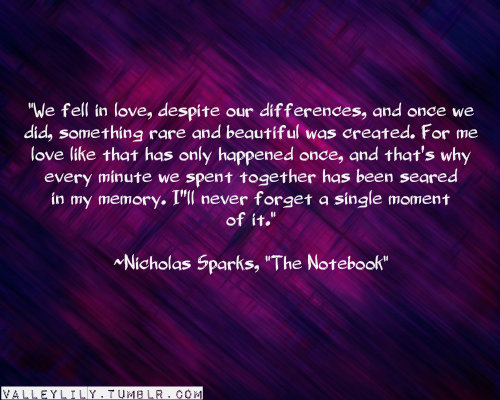 "We fell in love, despite our differences, and once we
did, something rare and beautiful was created. For me
love like that has only happened once, and that's why
every minute we spent together has been seared
in my memory. I"ll never forget a single moment
of it."
~Nicholas Sparks, "The Notebook"
VALLEYLILY.TUMBLR.COM